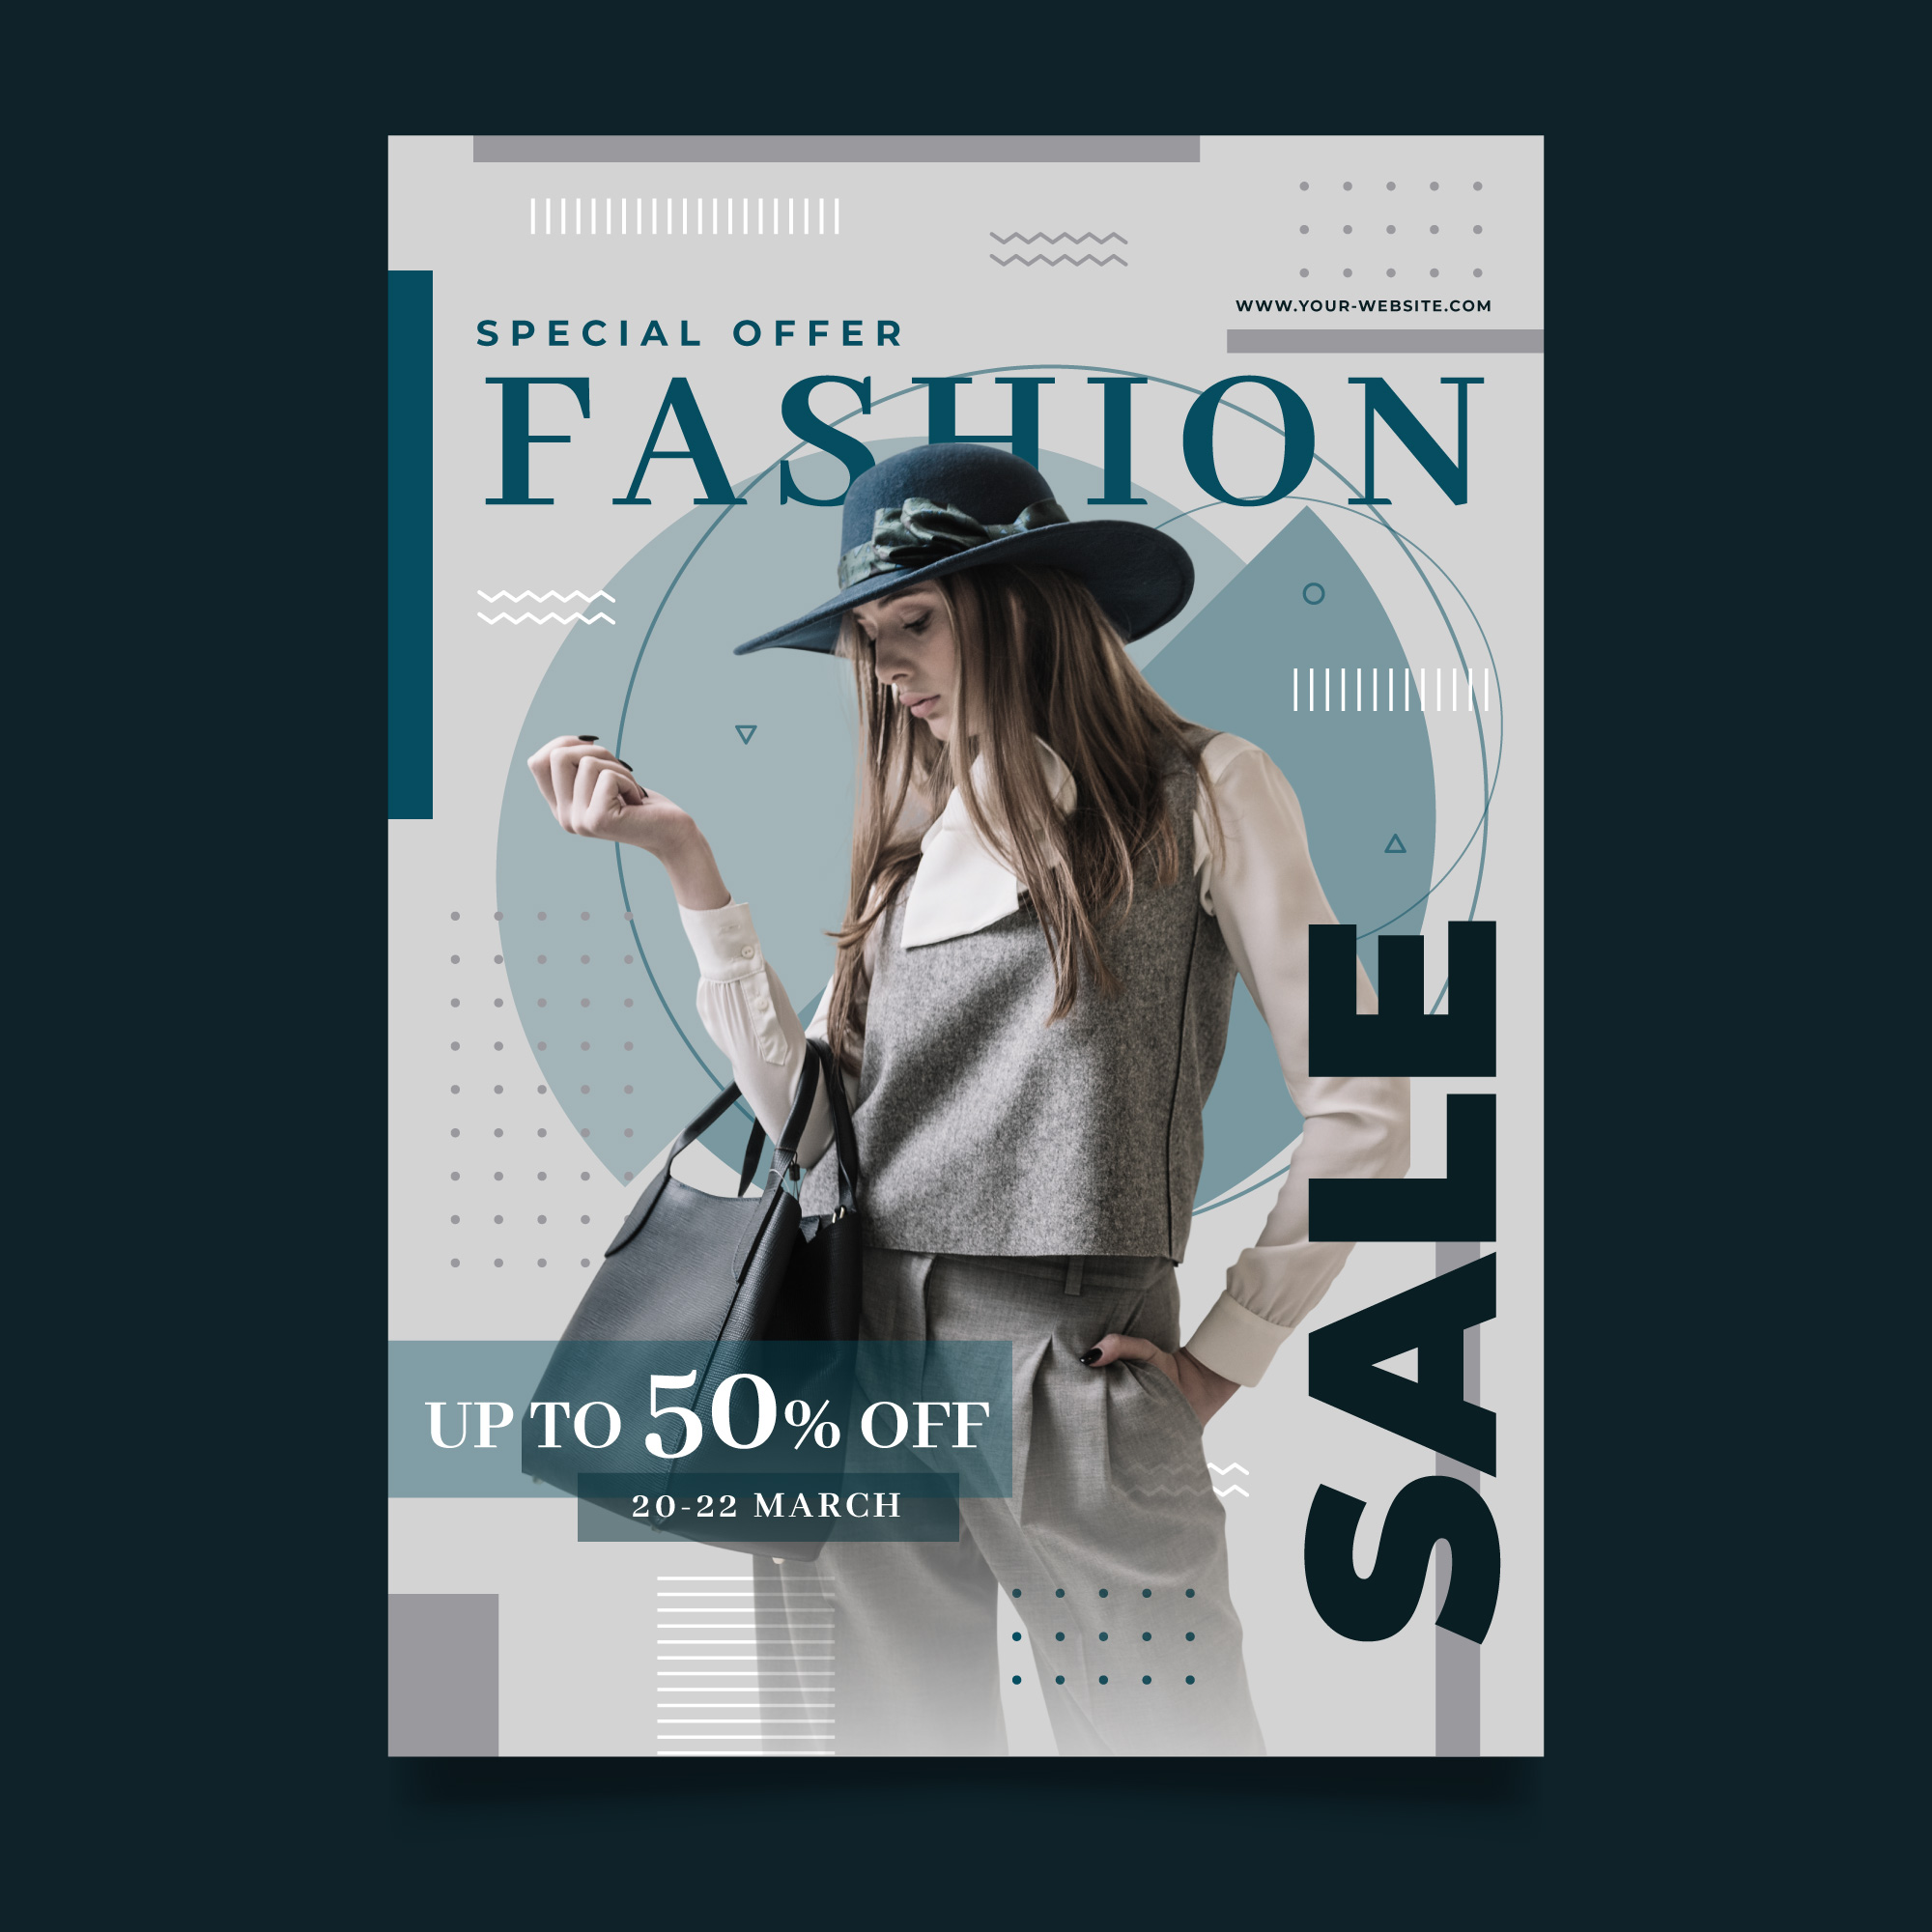 WWW.YOUR-WEBSITE.COM
SPECIAL OFFER
FASHION
SALE
UP TO 50% OFF
20-22 MARCH